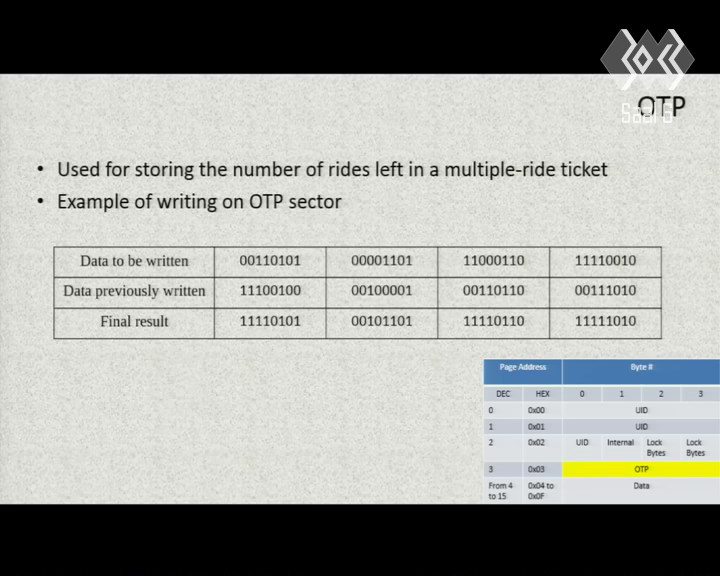 Saal G
OTP
• Used for storing the number of rides left in a multiple-ride ticket
• Example of writing on OTP sector
Data to be written 00110101 00001101 11000110 11110010
Data previously written 11100100 00100001 00110110 00111010
Final result 11110101 00101101 11110110 11111010
Page Address Byte #
DEC HEX 0 1 2 3
0 0x00 UID
1 0x01 UID
2 0x02 UID Internal Lock Bytes Lock Bytes
3 0x03 OTP
From 4 to 15 0x04 to 0x0F Data